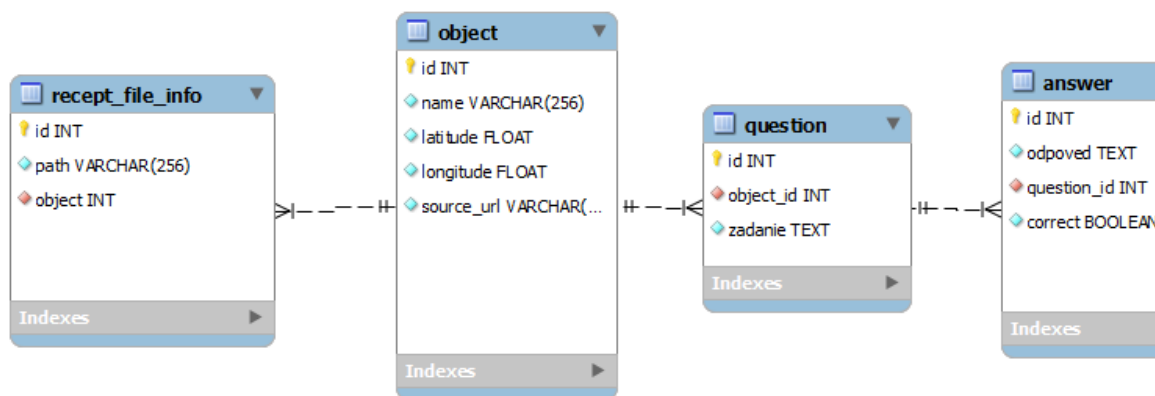 recept_file_info
id INT
path VARCHAR(256)
object INT
Indexes
object
id INT
name VARCHAR(256)
latitude FLOAT
longitude FLOAT
source_url VARCHAR(...
Indexes
question
id INT
object_id INT
zadanie TEXT
Indexes
answer
id INT
odpoved TEXT
question_id INT
correct BOOLEAN
Indexes